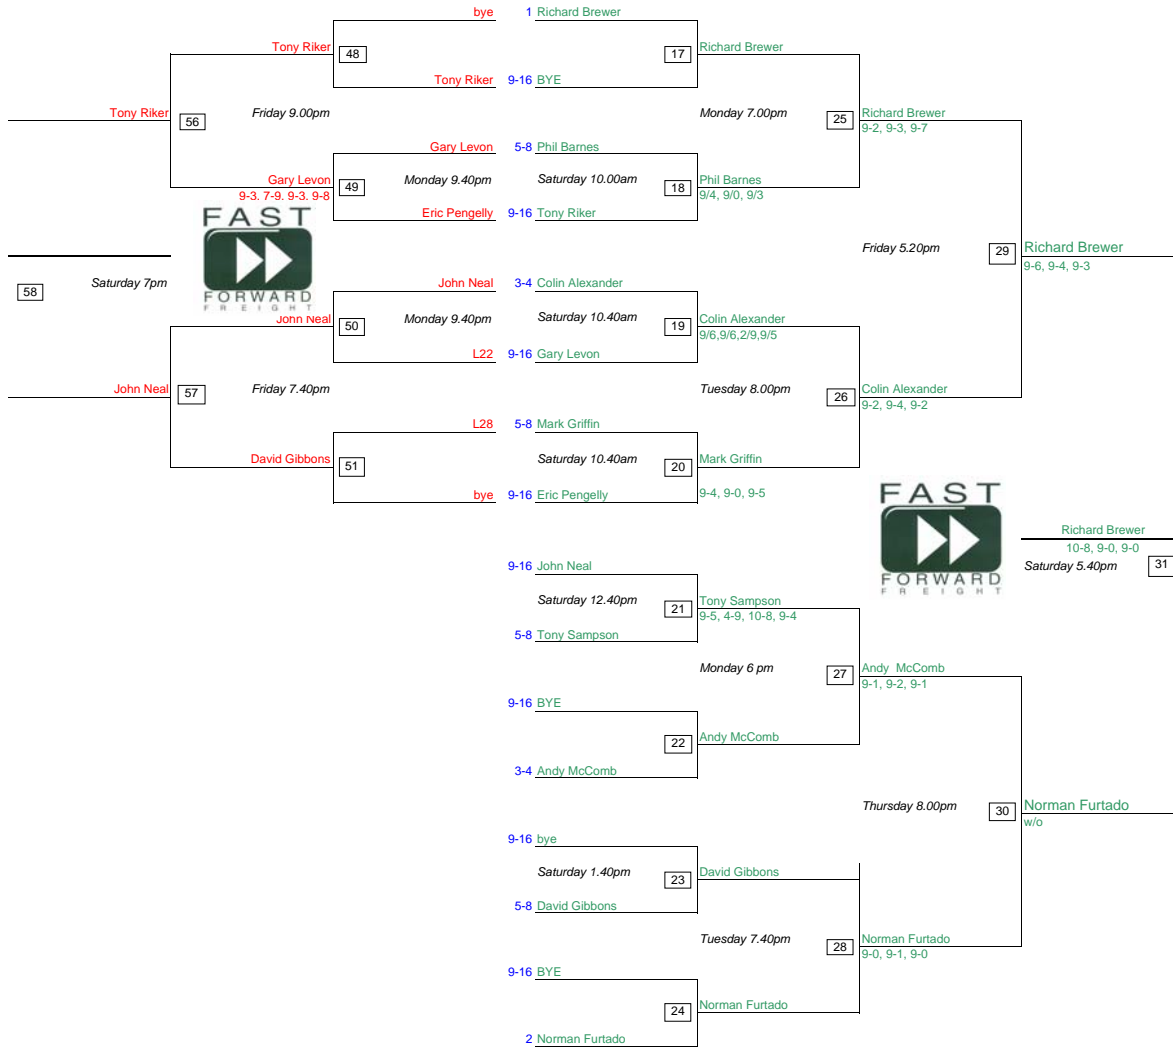 bye 1 Richard Brewer
Tony Riker 48 17 Richard Brewer
Tony Riker 9-16 BYE
Tony Riker 56 Friday 9.00pm Monday 7.00pm 25 Richard Brewer
9-2, 9-3, 9-7
Gary Levon 5-8 Phil Barnes
Gary Levon 49 Monday 9.40pm Saturday 10.00am 18 Phil Barnes
9-3. 7-9. 9-3. 9-8 9/4, 9/0, 9/3
Eric Pengelly 9-16 Tony Riker
FAST
FORWARD
FREIGHT
Friday 5.20pm 29 Richard Brewer
9-6, 9-4, 9-3
58 Saturday 7pm
John Neal 3-4 Colin Alexander
John Neal 50 Monday 9.40pm Saturday 10.40am 19 Colin Alexander
9/6,9/6,2/9,9/5
L22 9-16 Gary Levon
John Neal 57 Friday 7.40pm Tuesday 8.00pm 26 Colin Alexander
9-2, 9-4, 9-2
L28 5-8 Mark Griffin
David Gibbons 51 Saturday 10.40am 20 Mark Griffin
bye 9-16 Eric Pengelly 9-4, 9-0, 9-5
FAST
FORWARD
FREIGHT
Richard Brewer
10-8, 9-0, 9-0
Saturday 5.40pm 31
9-16 John Neal
Saturday 12.40pm 21 Tony Sampson
9-5, 4-9, 10-8, 9-4
5-8 Tony Sampson
Monday 6 pm 27 Andy McComb
9-1, 9-2, 9-1
9-16 BYE
22 Andy McComb
3-4 Andy McComb
Thursday 8.00pm 30 Norman Furtado
w/o
9-16 bye
Saturday 1.40pm 23 David Gibbons
5-8 David Gibbons
Tuesday 7.40pm 28 Norman Furtado
9-0, 9-1, 9-0
9-16 BYE
24 Norman Furtado
2 Norman Furtado